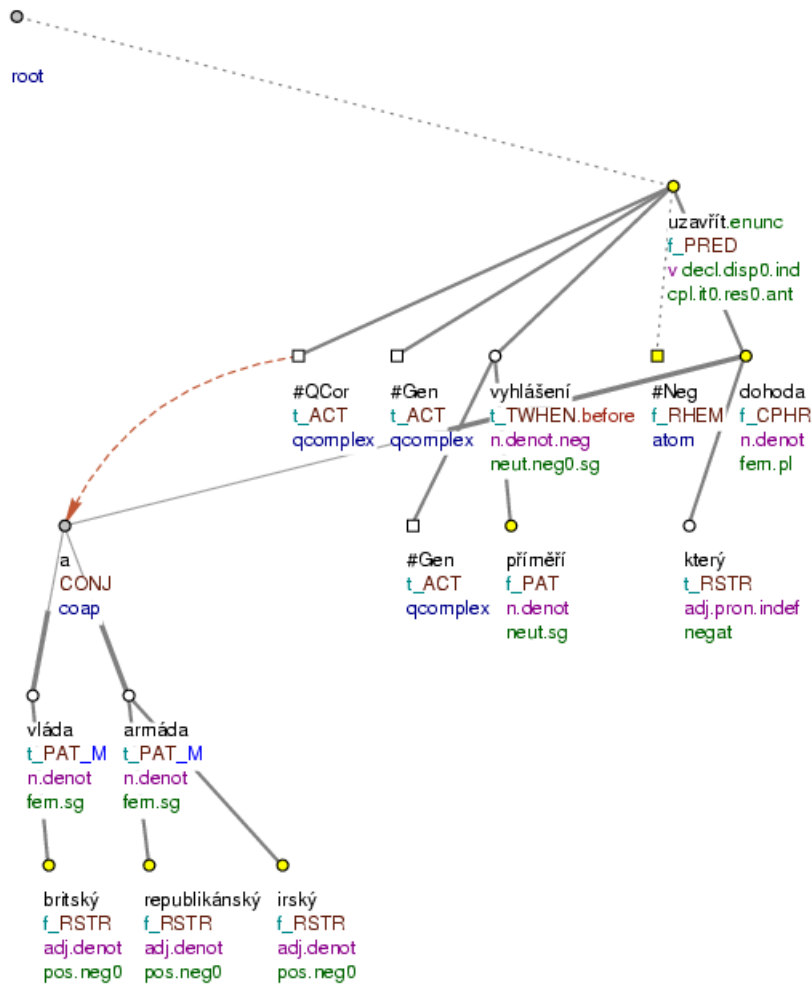 root
uzavřít.enunc
f_PRED
v decl.disp0.ind
cpl.it0.res0.ant
#QCor
t_ACT
qcomplex
#Gen
t_ACT
qcomplex
vyhlášení
t_TWHEN.before
n.denot.neg
neut.neg0.sg
#Neg
f_RHEM
atom
dohoda
f_CPHR
n.denot
fem.pl
a
CONJ
coap
#Gen
t_ACT
qcomplex
příměří
f_PAT
n.denot
neut.sg
který
t_RSTR
adj.pron.indef
negat
vláda
t_PAT_M
n.denot
fem.sg
armáda
t_PAT_M
n.denot
fem.sg
britský
f_RSTR
adj.denot
pos.neg0
republikánský
f_RSTR
adj.denot
pos.neg0
irský
f_RSTR
adj.denot
pos.neg0